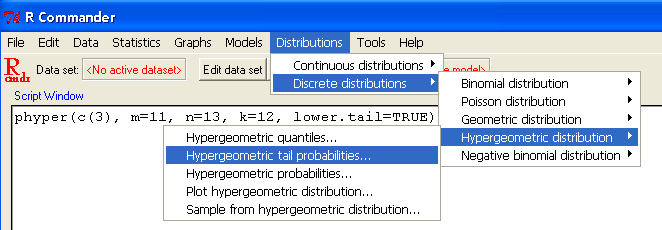 R Commander
File Edit Data Statistics Graphs Models Distributions Tools Help
R cmdr Data set: <No active dataset> Edit data set e model>
Continuous distributions
Discrete distributions
Script Window
phyper(c(3), m=11, n=13, k=12, lower.tail=TRUE)
Binomial distribution
Poisson distribution
Geometric distribution
Hypergeometric distribution
Negative binomial distribution
Hypergeometric quantiles...
Hypergeometric tail probabilities...
Hypergeometric probabilities...
Plot hypergeometric distribution...
Sample from hypergeometric distribution...